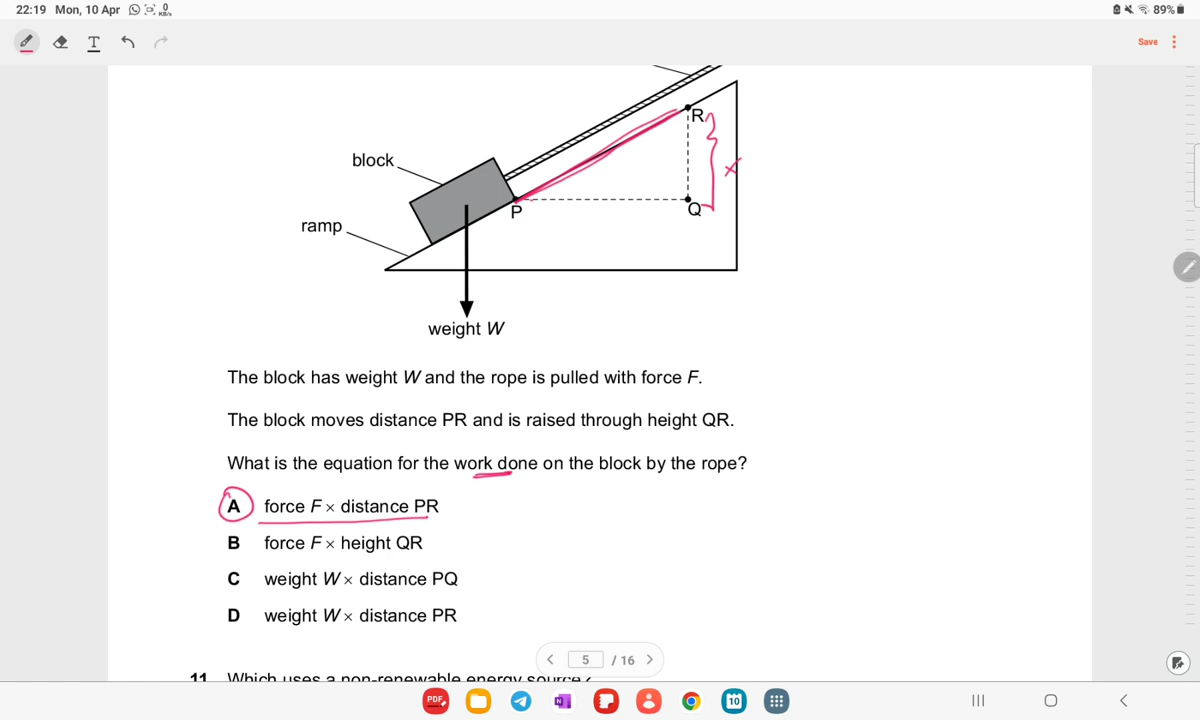 22:19 Mon, 10 Apr 0 KB/s 89%
T Save
R
block
P Q x
ramp
weight W
The block has weight W and the rope is pulled with force F.
The block moves distance PR and is raised through height QR.
What is the equation for the work done on the block by the rope?
A force F × distance PR
B force F × height QR
C weight W × distance PQ
D weight W × distance PR
5 / 16
11 Which uses a non-renewable energy source?
PDF N 10